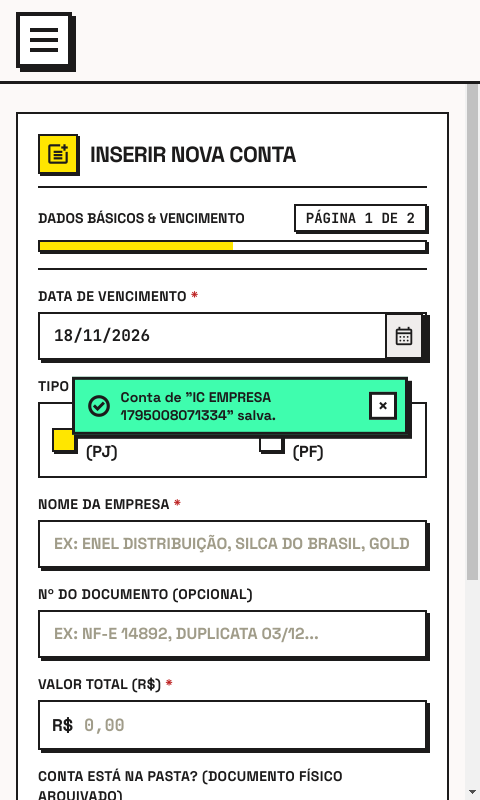 INSERIR NOVA CONTA
DADOS BÁSICOS & VENCIMENTO
PÁGINA 1 DE 2
DATA DE VENCIMENTO *
18/11/2026
TIPO
Conta de "IC EMPRESA
1795008071334" salva.
×
(PJ)
(PF)
NOME DA EMPRESA *
EX: ENEL DISTRIBUIÇÃO, SILCA DO BRASIL, GOLD
Nº DO DOCUMENTO (OPCIONAL)
EX: NF-E 14892, DUPLICATA 03/12...
VALOR TOTAL (R$) *
R$ 0,00
CONTA ESTÁ NA PASTA? (DOCUMENTO FÍSICO
ARQUIVADO)